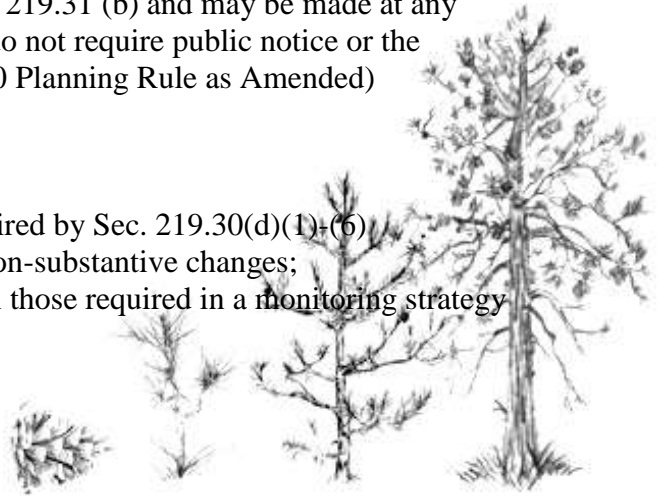 219.31 (b) and may be made at any
do not require public notice or the
0 Planning Rule as Amended)
ired by Sec. 219.30(d)(1)-(6)
on-substantive changes;
those required in a monitoring strategy